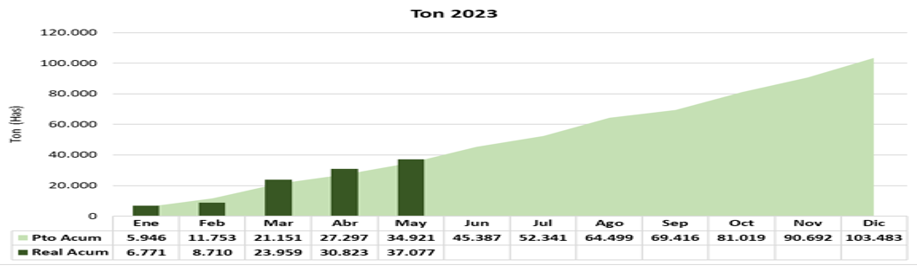 Ton 2023
120.000
100.000
80.000
60.000
40.000
20.000
0
Ton (Has)
Ene Feb Mar Abr May Jun Jul Ago Sep Oct Nov Dic
Pto Acum 5.946 11.753 21.151 27.297 34.921 45.387 52.341 64.499 69.416 81.019 90.692 103.483
Real Acum 6.771 8.710 23.959 30.823 37.077